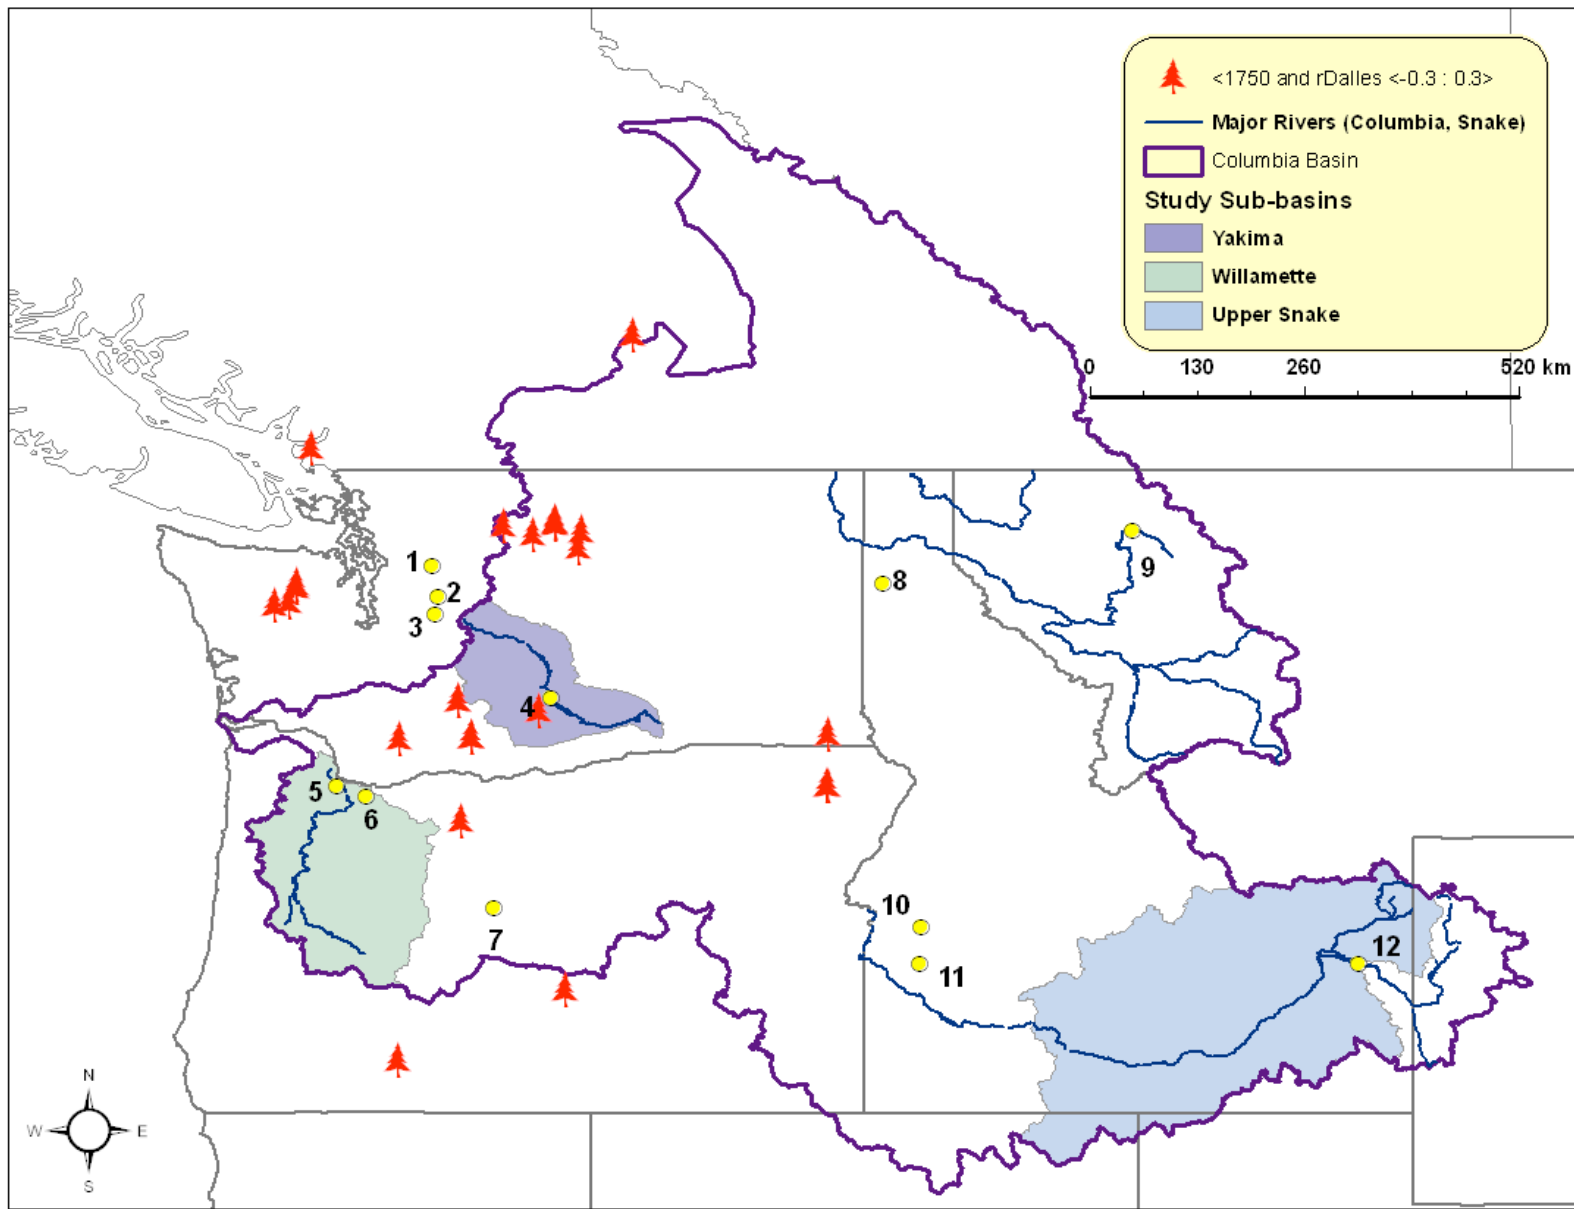 <1750 and rDalles <-0.3 : 0.3>
Major Rivers (Columbia, Snake)
Columbia Basin
Study Sub-basins
Yakima
Willamette
Upper Snake
0 130 260 520 km
1
2
3
4
5
6
7
8
9
10
11
12
N
W E
S